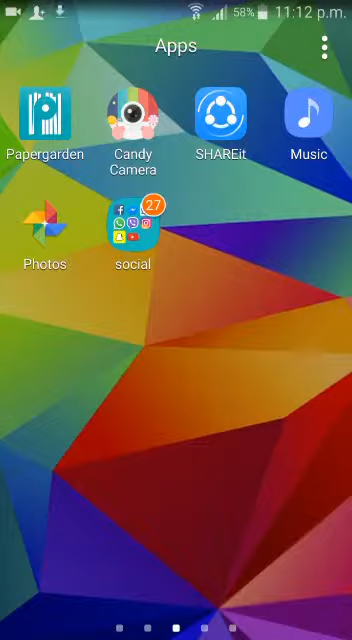 58% 11:12 p.m.
Apps
Papergarden
Candy
Camera
SHAREit
Music
27
Photos
social